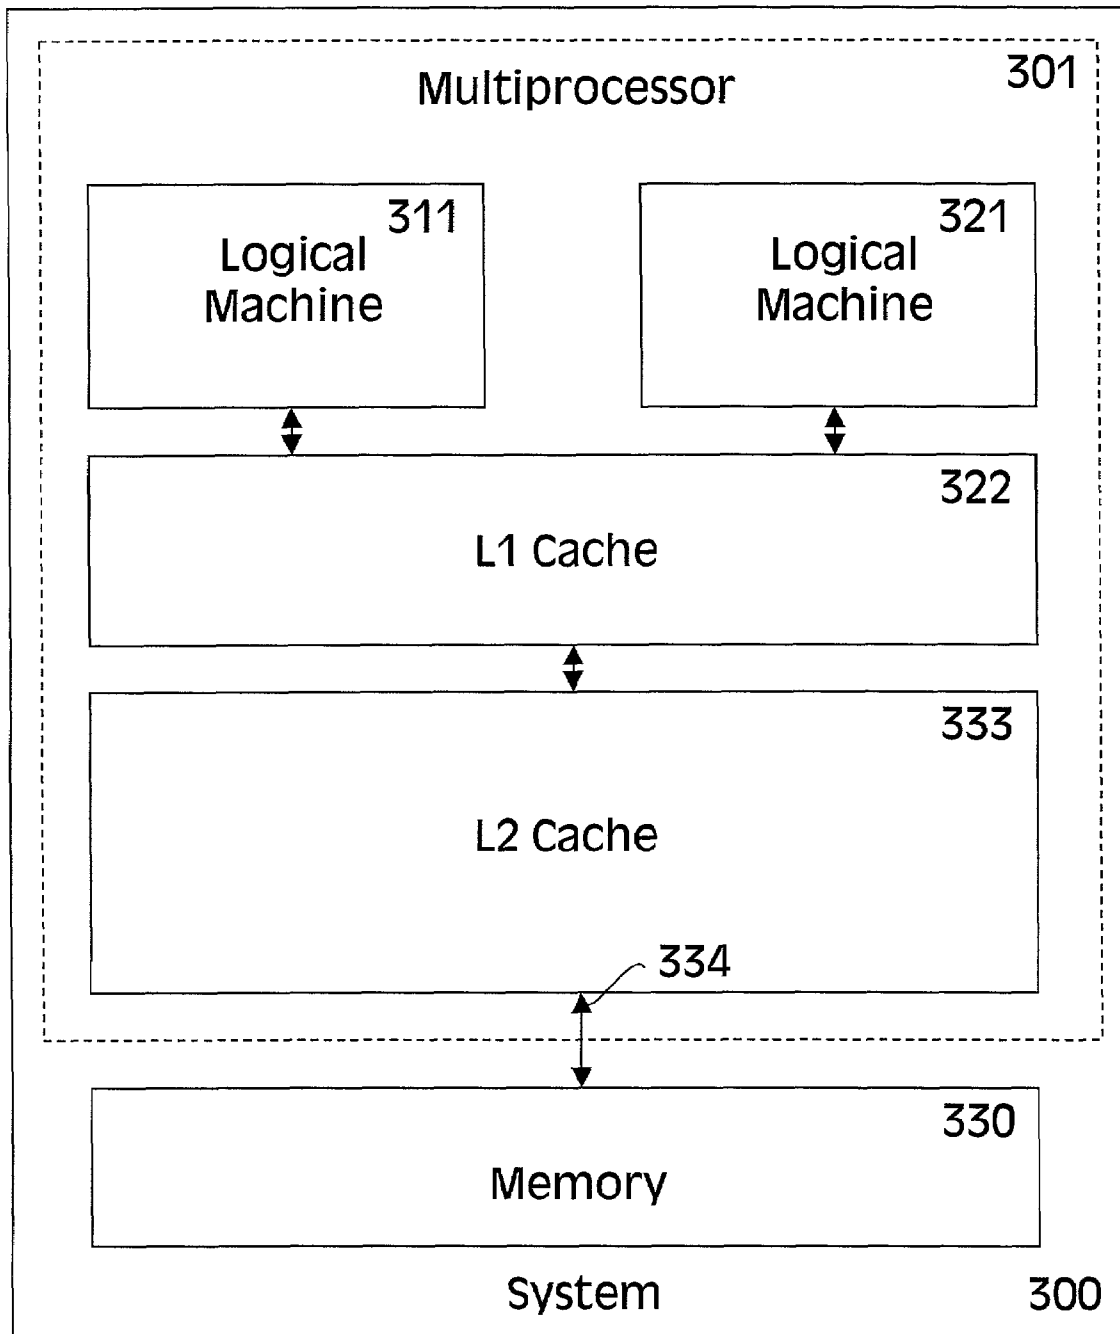 301
Multiprocessor
311
Logical
Machine
321
Logical
Machine
322
L1 Cache
333
L2 Cache
334
330
Memory
System
300